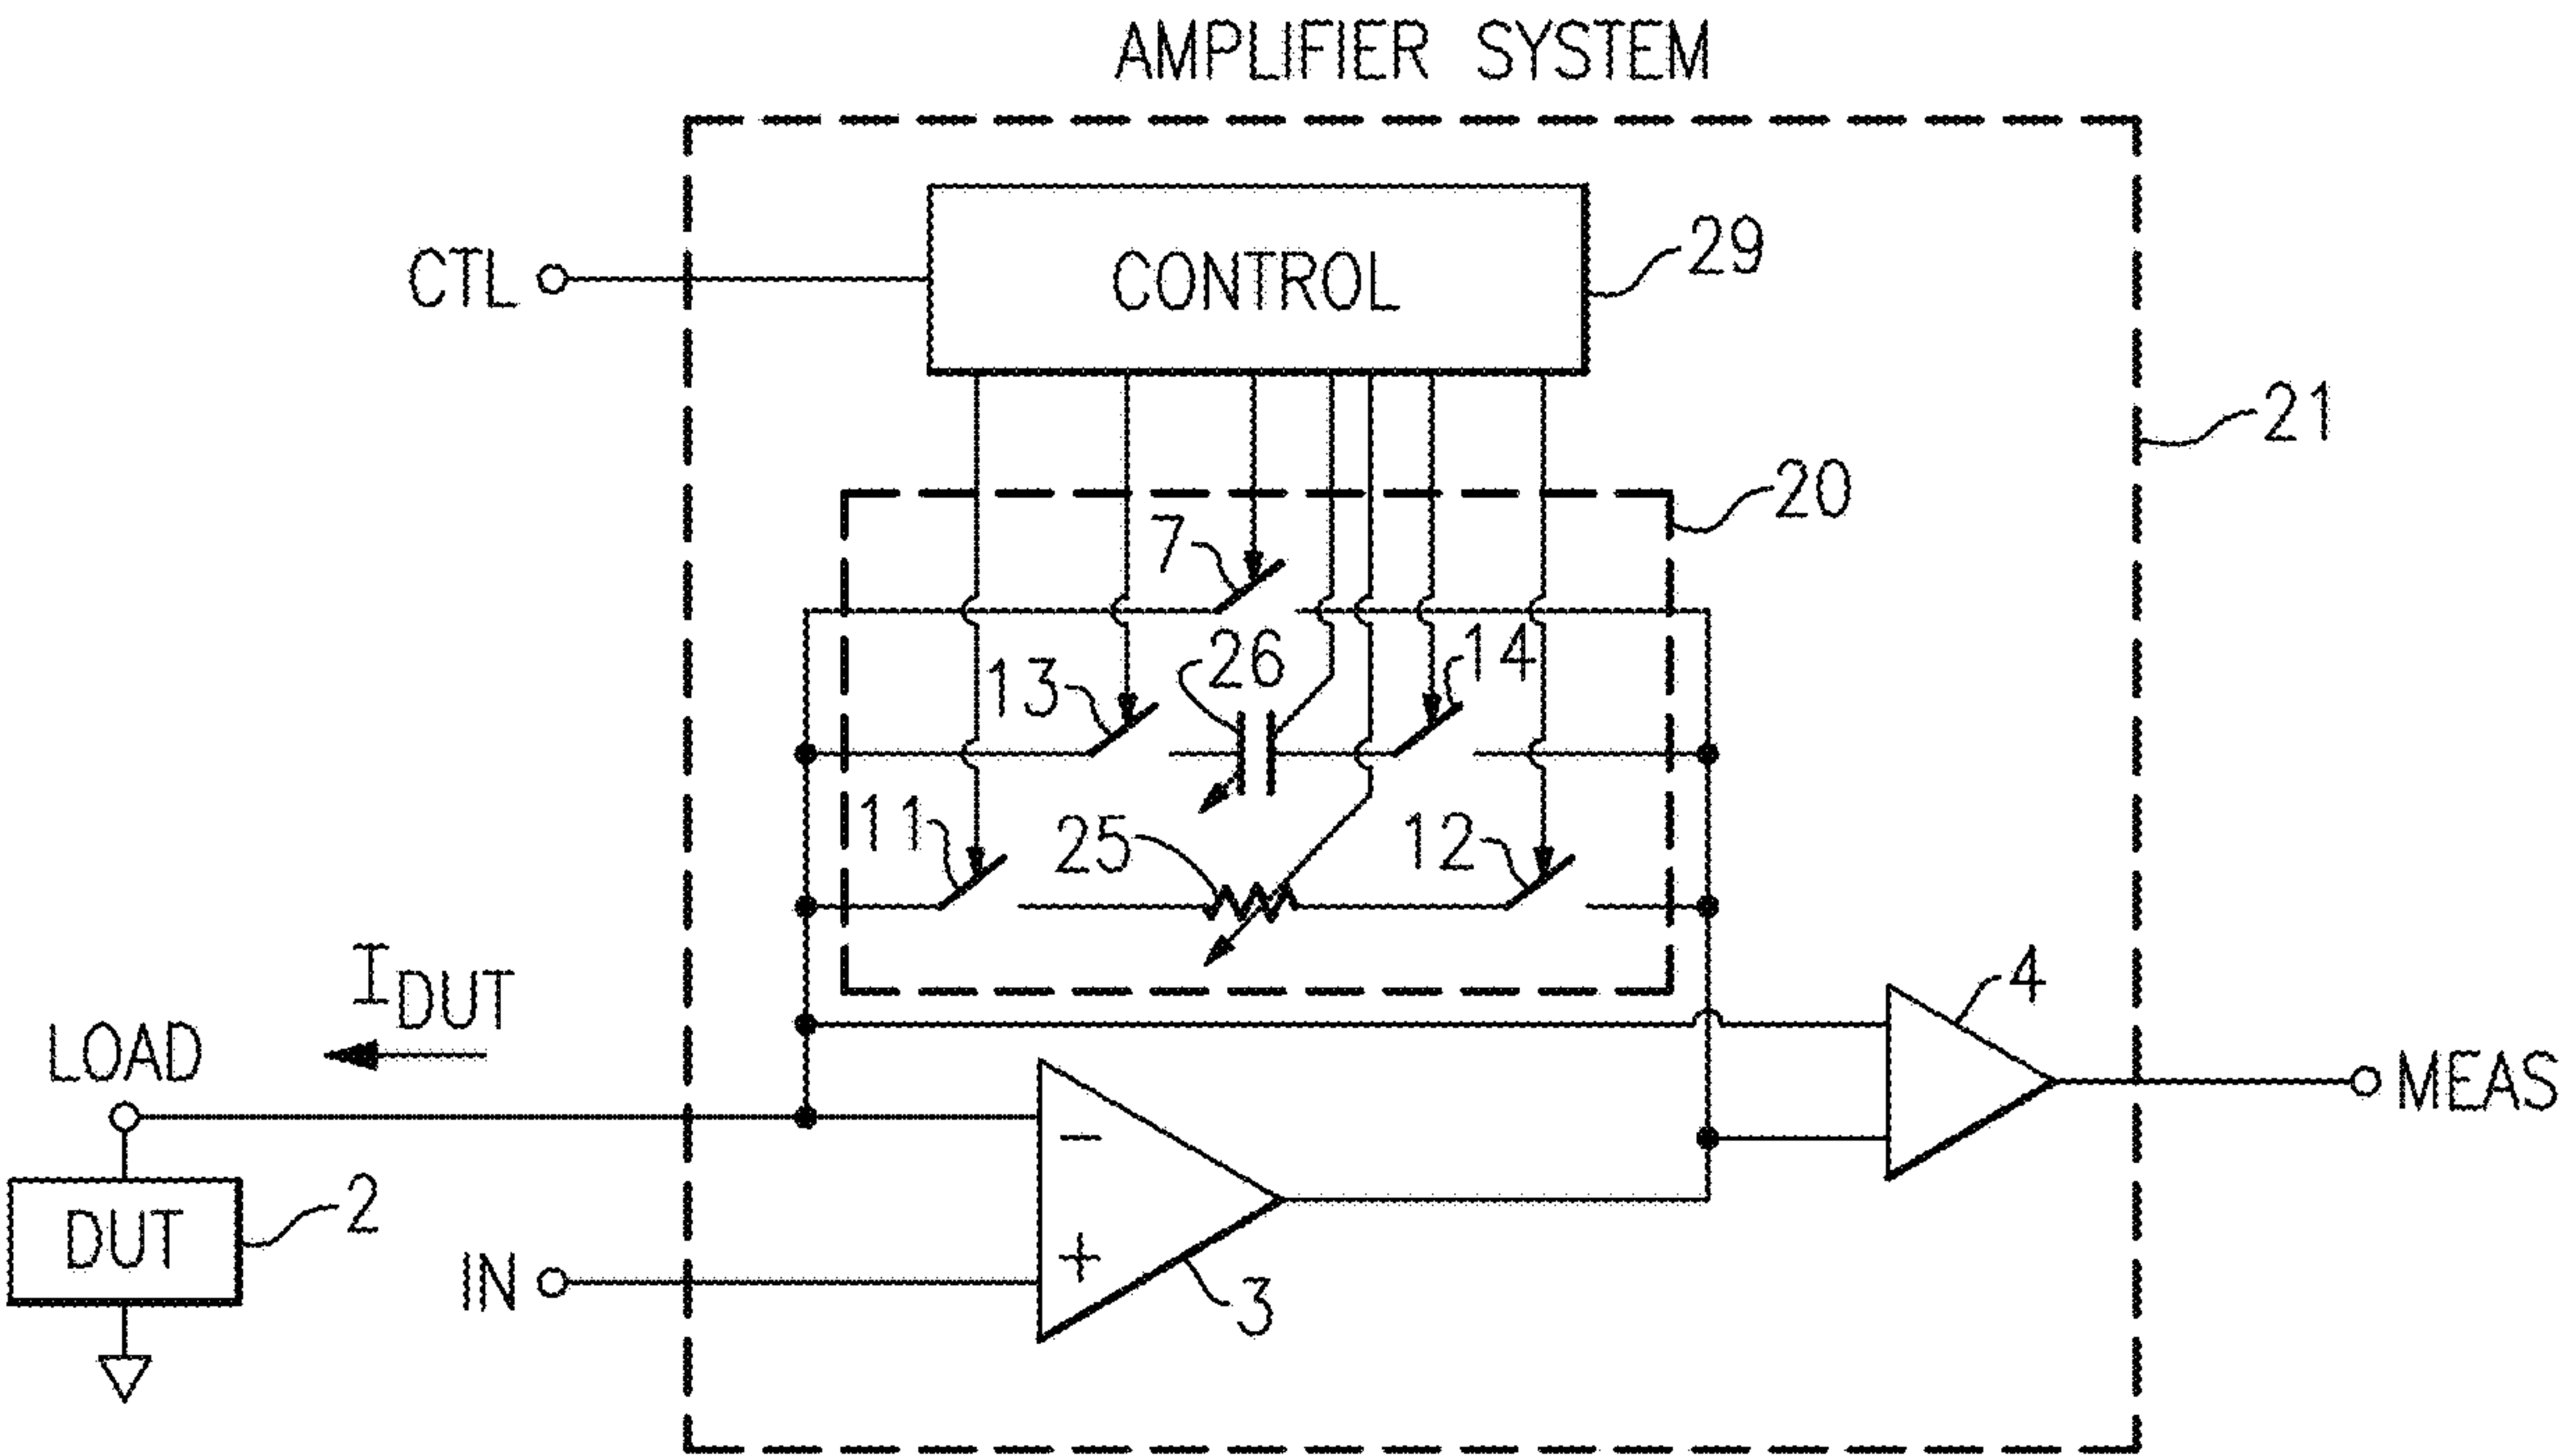 AMPLIFIER SYSTEM
CTL
CONTROL
29
21
20
7
13
26
14
11
25
12
I DUT
LOAD
4
MEAS
DUT
2
IN
−
+
3